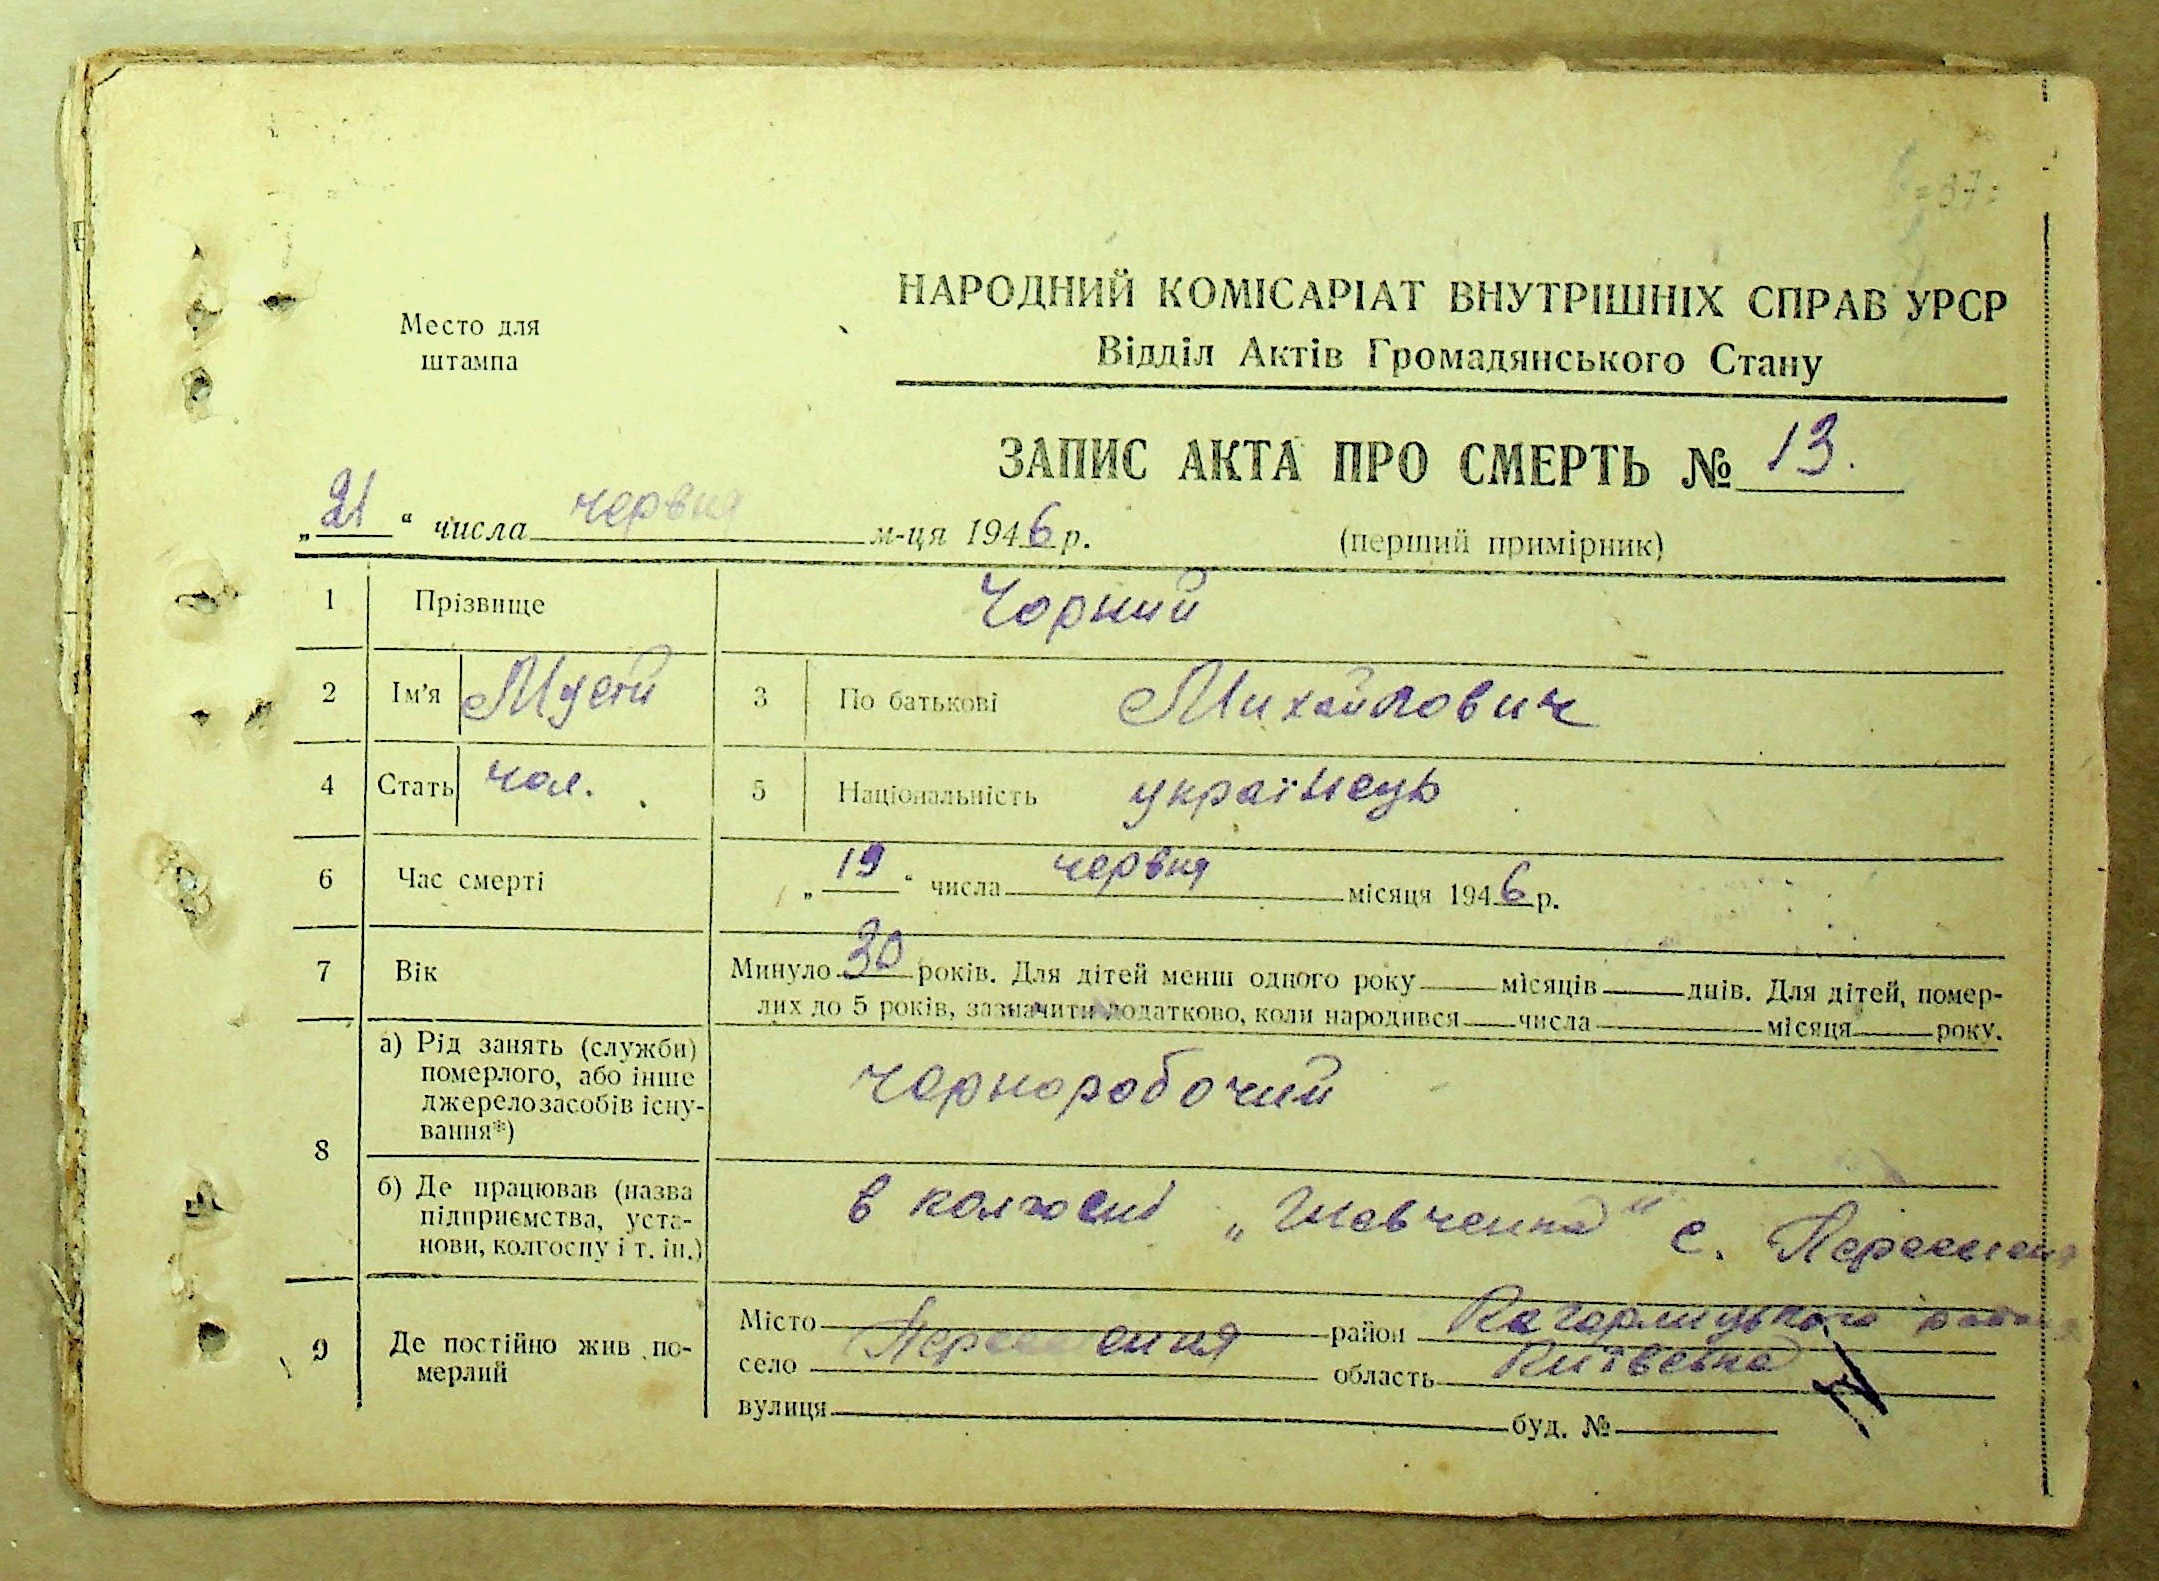 =37=
НАРОДНИЙ КОМІСАРІАТ ВНУТРІШНІХ СПРАВ УРСР
Место для
штампа
Відділ Актів Громадянського Стану
ЗАПИС АКТА ПРО СМЕРТЬ № 13.
„21“ числа червня м-ця 1946 р. (перший примірник)
1 Прізвище Чорний
2 Ім'я 3 По батькові Михайлович
4 Стать чол. 5 Національність українець
6 Час смерті „19“ числа червня місяця 1946 р.
7 Вік Минуло 30 років. Для дітей менш одного року місяців днів. Для дітей, помер-
лих до 5 років, зазначити додатково, коли народився числа місяця року.
8 а) Рід занять (служби)
померлого, або інше
джерело засобів існу-
вання*)
чорноробочий
б) Де працював (назва
підприємства, уста-
нови, колгоспу і т. ін.)
в колгоспі „Шевченка" с.
9 Де постійно жив по-
мерлий
Місто район Кагарлицького району
село область Київська
вулиця буд. №